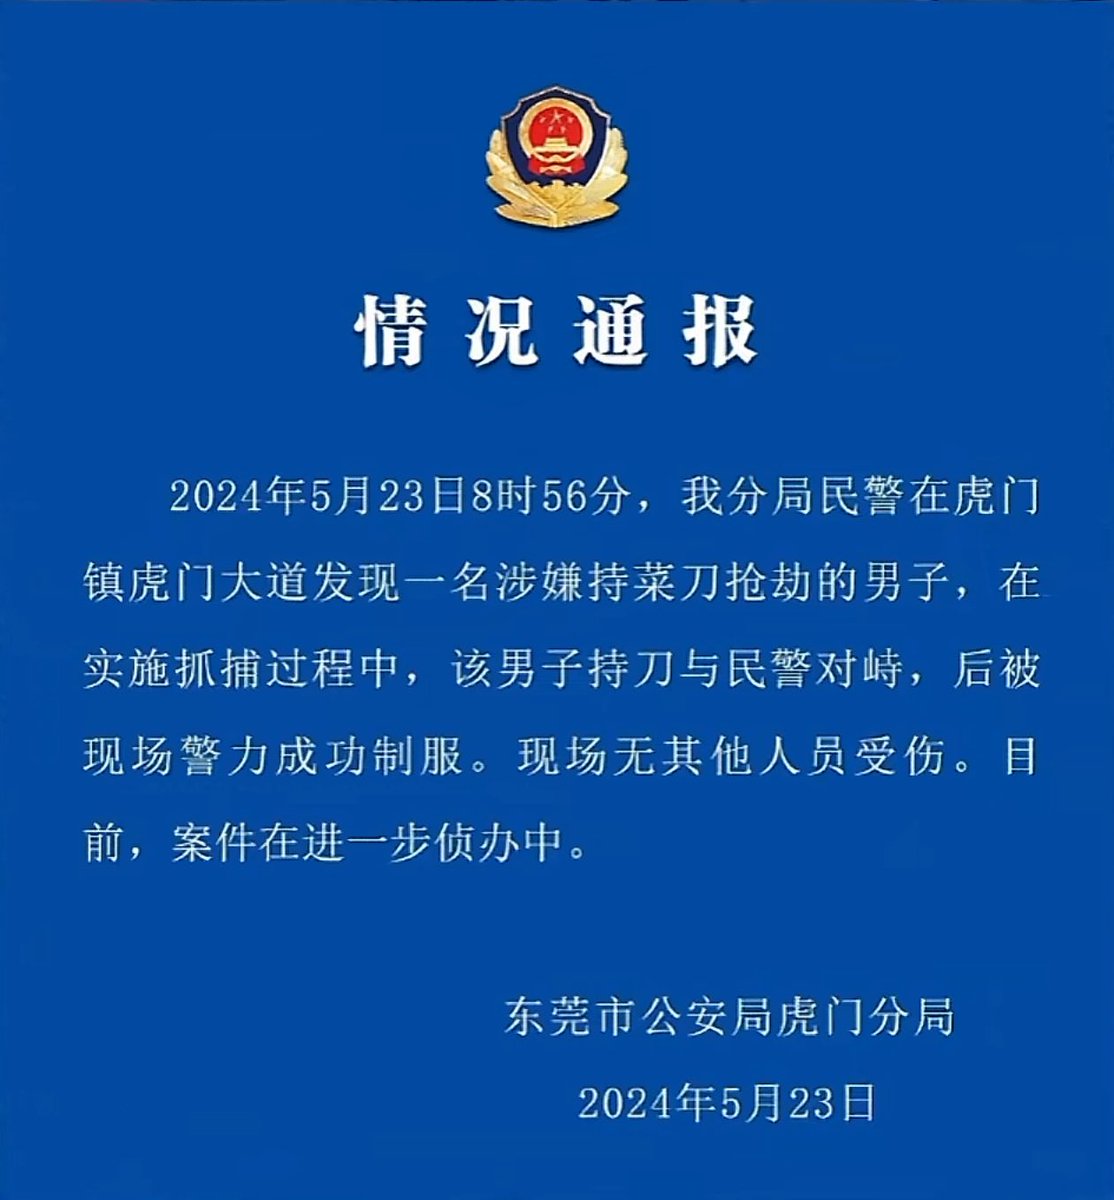 情况通报
2024年5月23日8时56分，我分局民警在虎门
镇虎门大道发现一名涉嫌持菜刀抢劫的男子，在
实施抓捕过程中，该男子持刀与民警对峙，后被
现场警力成功制服。现场无其他人员受伤。目
前，案件在进一步侦办中。
东莞市公安局虎门分局
2024年5月23日